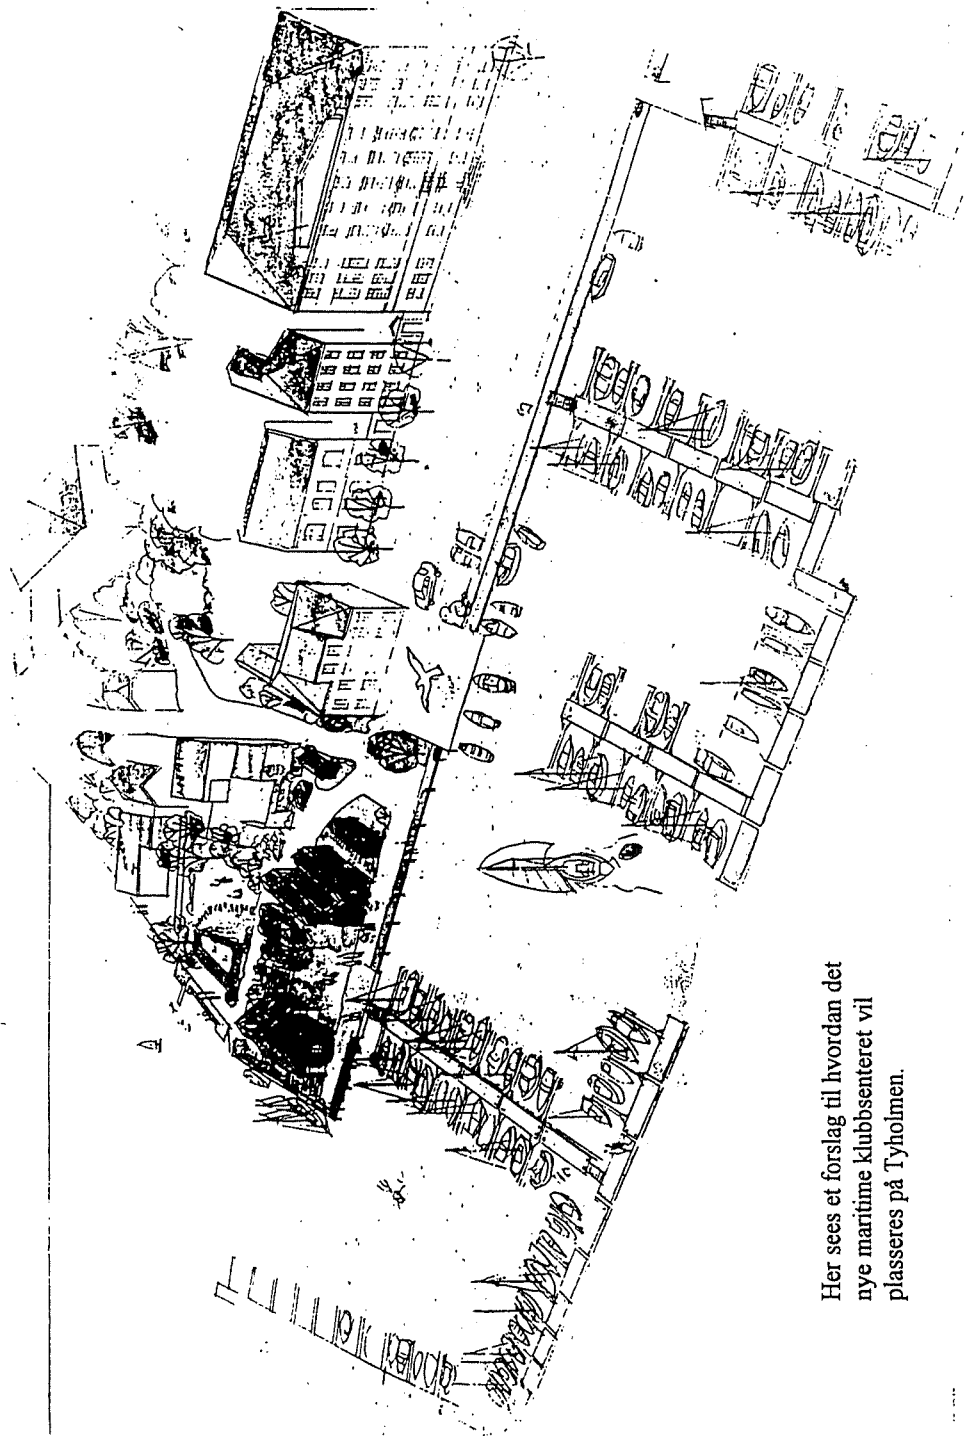 Her sees et forslag til hvordan det
nye maritime klubbsenteret vil
plasseres på Tyholmen.